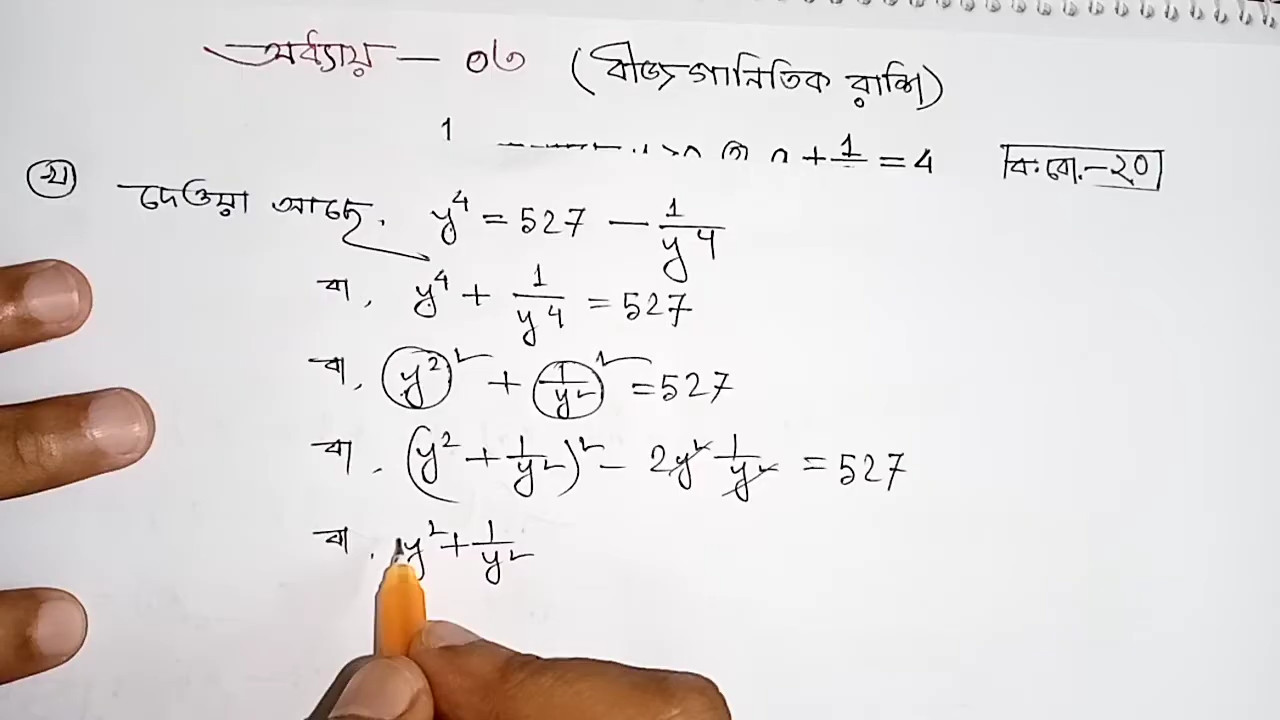 অধ্যায় — ০৩ (বীজগানিতিক রাশি)
1 + 1 = 4 কি:বো:-২০
খ দেওয়া আছে, y⁴ = 527 — 1/y⁴
বা, y⁴ + 1/y⁴ = 527
বা, (y²)² + (1/y²)² = 527
বা, (y² + 1/y²)² - 2y² 1/y² = 527
বা, y² + 1/y²